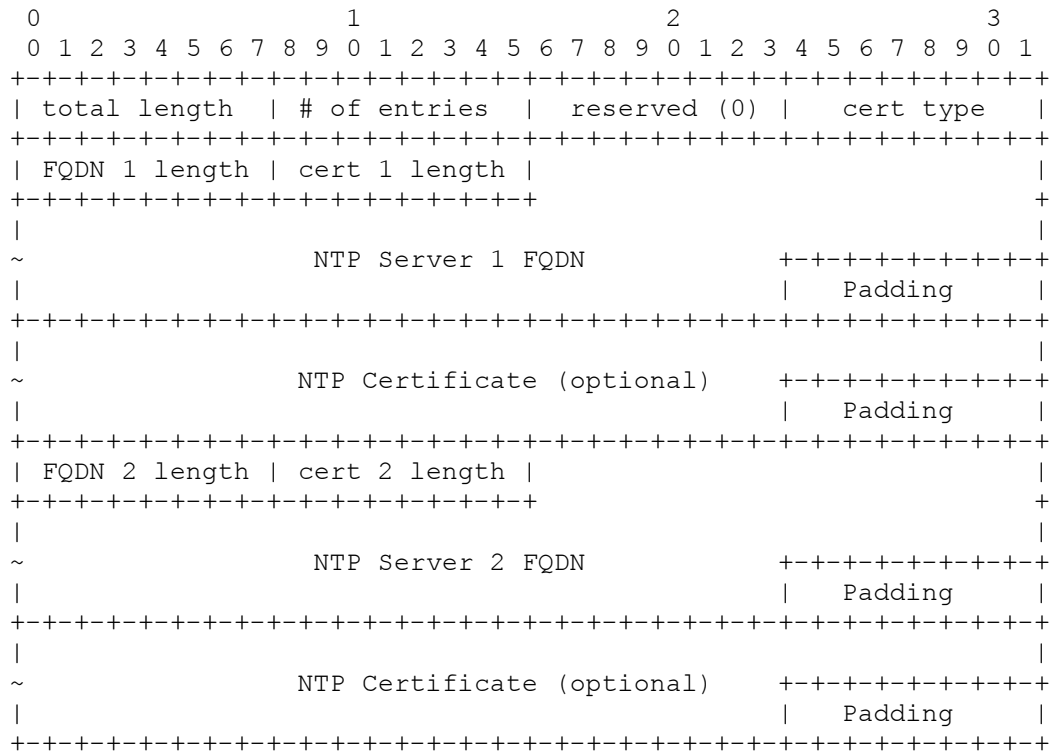 0                   1                   2                   3
 0 1 2 3 4 5 6 7 8 9 0 1 2 3 4 5 6 7 8 9 0 1 2 3 4 5 6 7 8 9 0 1
+-+-+-+-+-+-+-+-+-+-+-+-+-+-+-+-+-+-+-+-+-+-+-+-+-+-+-+-+-+-+-+-+
| total length  | # of entries  |  reserved (0) |   cert type   |
+-+-+-+-+-+-+-+-+-+-+-+-+-+-+-+-+-+-+-+-+-+-+-+-+-+-+-+-+-+-+-+-+
| FQDN 1 length | cert 1 length |                               |
+-+-+-+-+-+-+-+-+-+-+-+-+-+-+-+-+                               +
|                                                               |
~                  NTP Server 1 FQDN            +-+-+-+-+-+-+-+-+
|                                               |   Padding     |
+-+-+-+-+-+-+-+-+-+-+-+-+-+-+-+-+-+-+-+-+-+-+-+-+-+-+-+-+-+-+-+-+
|                                                               |
~                 NTP Certificate (optional)    +-+-+-+-+-+-+-+-+
|                                               |   Padding     |
+-+-+-+-+-+-+-+-+-+-+-+-+-+-+-+-+-+-+-+-+-+-+-+-+-+-+-+-+-+-+-+-+
| FQDN 2 length | cert 2 length |                               |
+-+-+-+-+-+-+-+-+-+-+-+-+-+-+-+-+                               +
|                                                               |
~                  NTP Server 2 FQDN            +-+-+-+-+-+-+-+-+
|                                               |   Padding     |
+-+-+-+-+-+-+-+-+-+-+-+-+-+-+-+-+-+-+-+-+-+-+-+-+-+-+-+-+-+-+-+-+
|                                                               |
~                 NTP Certificate (optional)    +-+-+-+-+-+-+-+-+
|                                               |   Padding     |
+-+-+-+-+-+-+-+-+-+-+-+-+-+-+-+-+-+-+-+-+-+-+-+-+-+-+-+-+-+-+-+-+